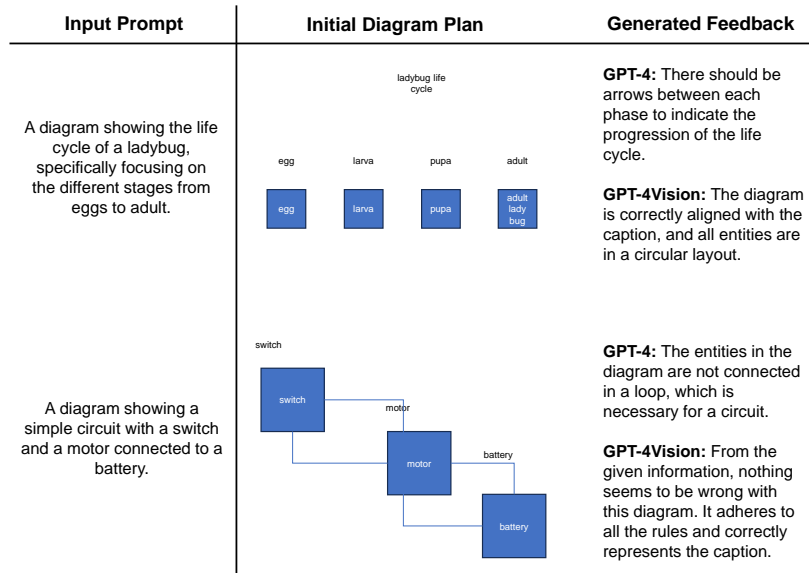 Input Prompt
Initial Diagram Plan
Generated Feedback
A diagram showing the life
cycle of a ladybug,
specifically focusing on
the different stages from
eggs to adult.
ladybug life
cycle
egg
larva
pupa
adult
egg
larva
pupa
adult
lady
bug
GPT-4: There should be
arrows between each
phase to indicate the
progression of the life
cycle.
GPT-4Vision: The diagram
is correctly aligned with the
caption, and all entities are
in a circular layout.
A diagram showing a
simple circuit with a switch
and a motor connected to a
battery.
switch
switch
motor
motor
battery
battery
GPT-4: The entities in the
diagram are not connected
in a loop, which is
necessary for a circuit.
GPT-4Vision: From the
given information, nothing
seems to be wrong with
this diagram. It adheres to
all the rules and correctly
represents the caption.